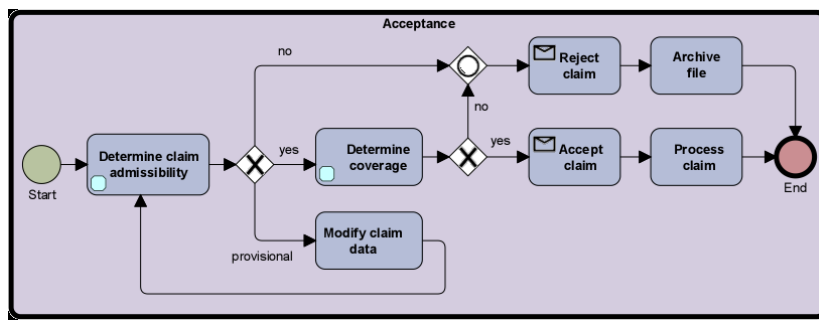 Acceptance
no
Reject
claim
Archive
file
no
Determine claim
admissibility
yes
Determine
coverage
yes
Accept
claim
Process
claim
Start
End
Modify claim
data
provisional